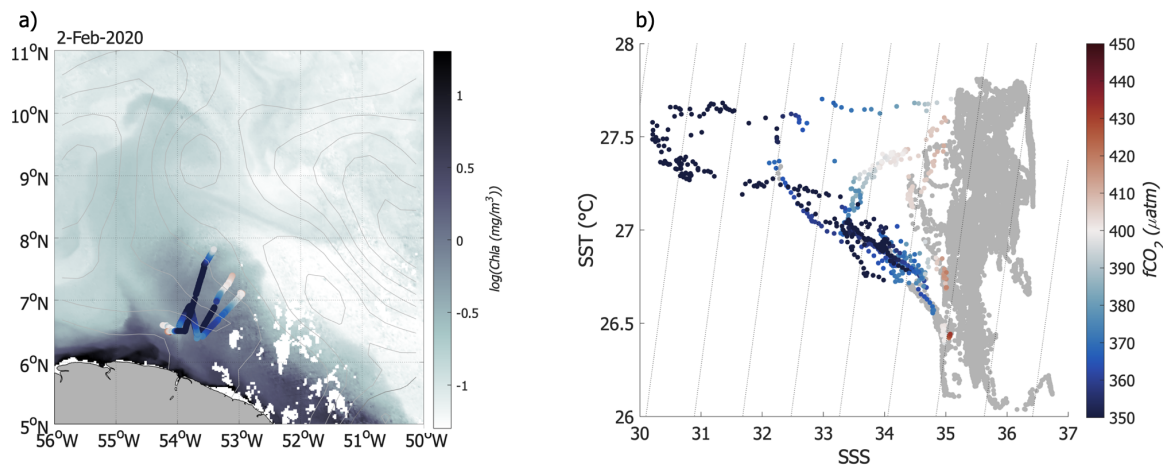 a)
2-Feb-2020
11°N
10°N
9°N
8°N
7°N
6°N
5°N
56°W 55°W 54°W 53°W 52°W 51°W 50°W
1
0.5
0
-0.5
-1
log(Chla (mg/m³))
b)
28
27.5
27
26.5
26
SST (°C)
30 31 32 33 34 35 36 37
SSS
450
440
430
420
410
400
390
380
370
360
350
fCO₂ (μatm)